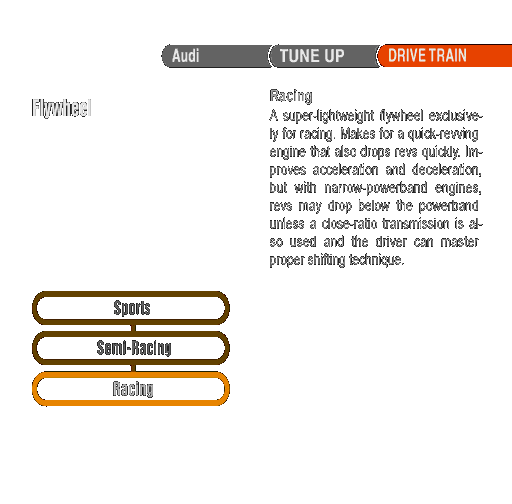 Audi
TUNE UP
DRIVE TRAIN
Flywheel
Racing
A super-lightweight flywheel exclusive-
ly for racing. Makes for a quick-revving
engine that also drops revs quickly. Im-
proves acceleration and deceleration,
but with narrow-powerband engines,
revs may drop below the powerband
unless a close-ratio transmission is al-
so used and the driver can master
proper shifting technique.
Sports
Semi-Racing
Racing